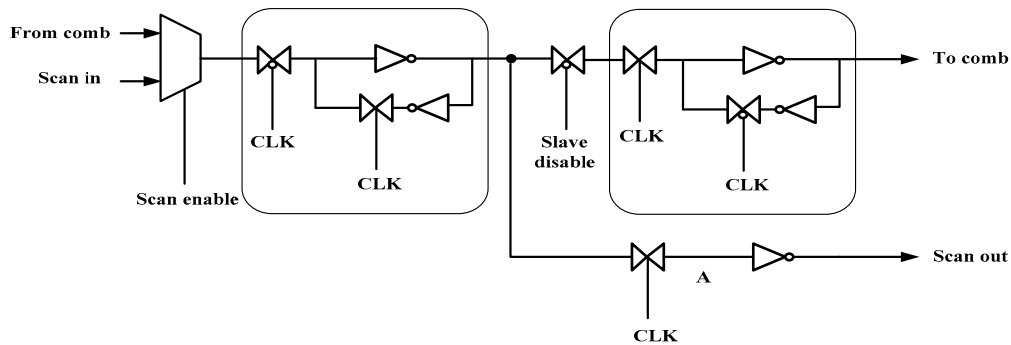 From comb
Scan in
Scan enable
CLK
CLK
Slave
disable
CLK
CLK
To comb
A
CLK
Scan out